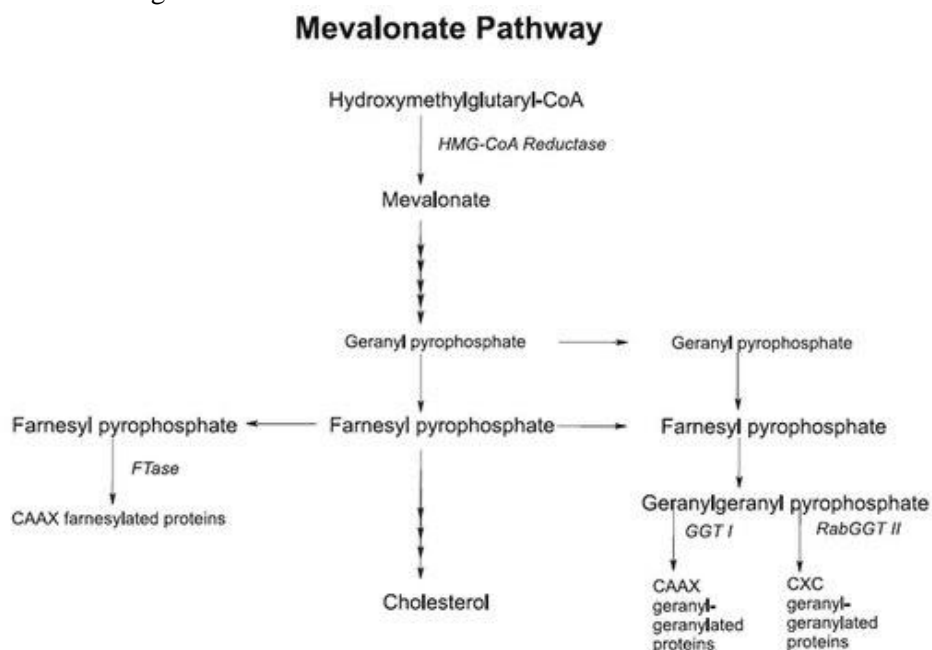 Mevalonate Pathway
Hydroxymethylglutaryl-CoA
HMG-CoA Reductase
Mevalonate
Geranyl pyrophosphate
Geranyl pyrophosphate
Farnesyl pyrophosphate
Farnesyl pyrophosphate
Farnesyl pyrophosphate
FTase
CAAX farnesylated proteins
Geranylgeranyl pyrophosphate
GGT I
RabGGT II
Cholesterol
CAAX
geranyl-
geranylated
proteins
CXC
geranyl-
geranylated
proteins